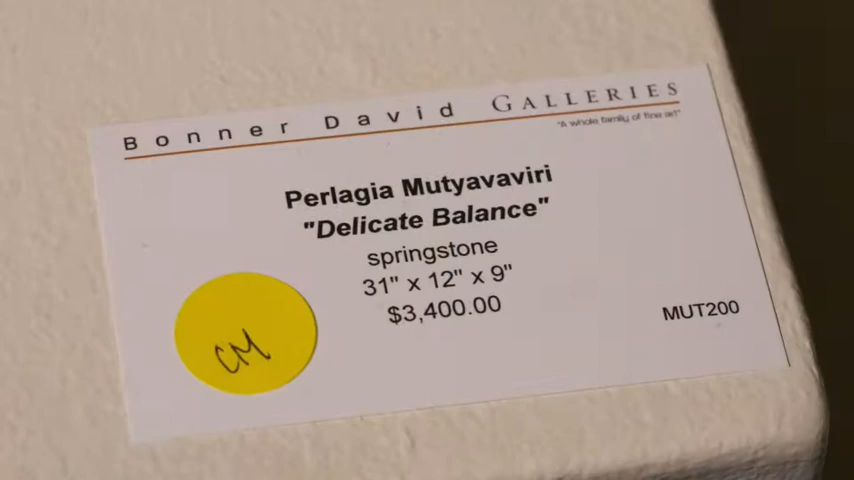 Bonner David GALLERIES
"A whole family of fine art"
Perlagia Mutyavaviri
"Delicate Balance"
springstone
31" x 12" x 9"
$3,400.00
MUT200
CM